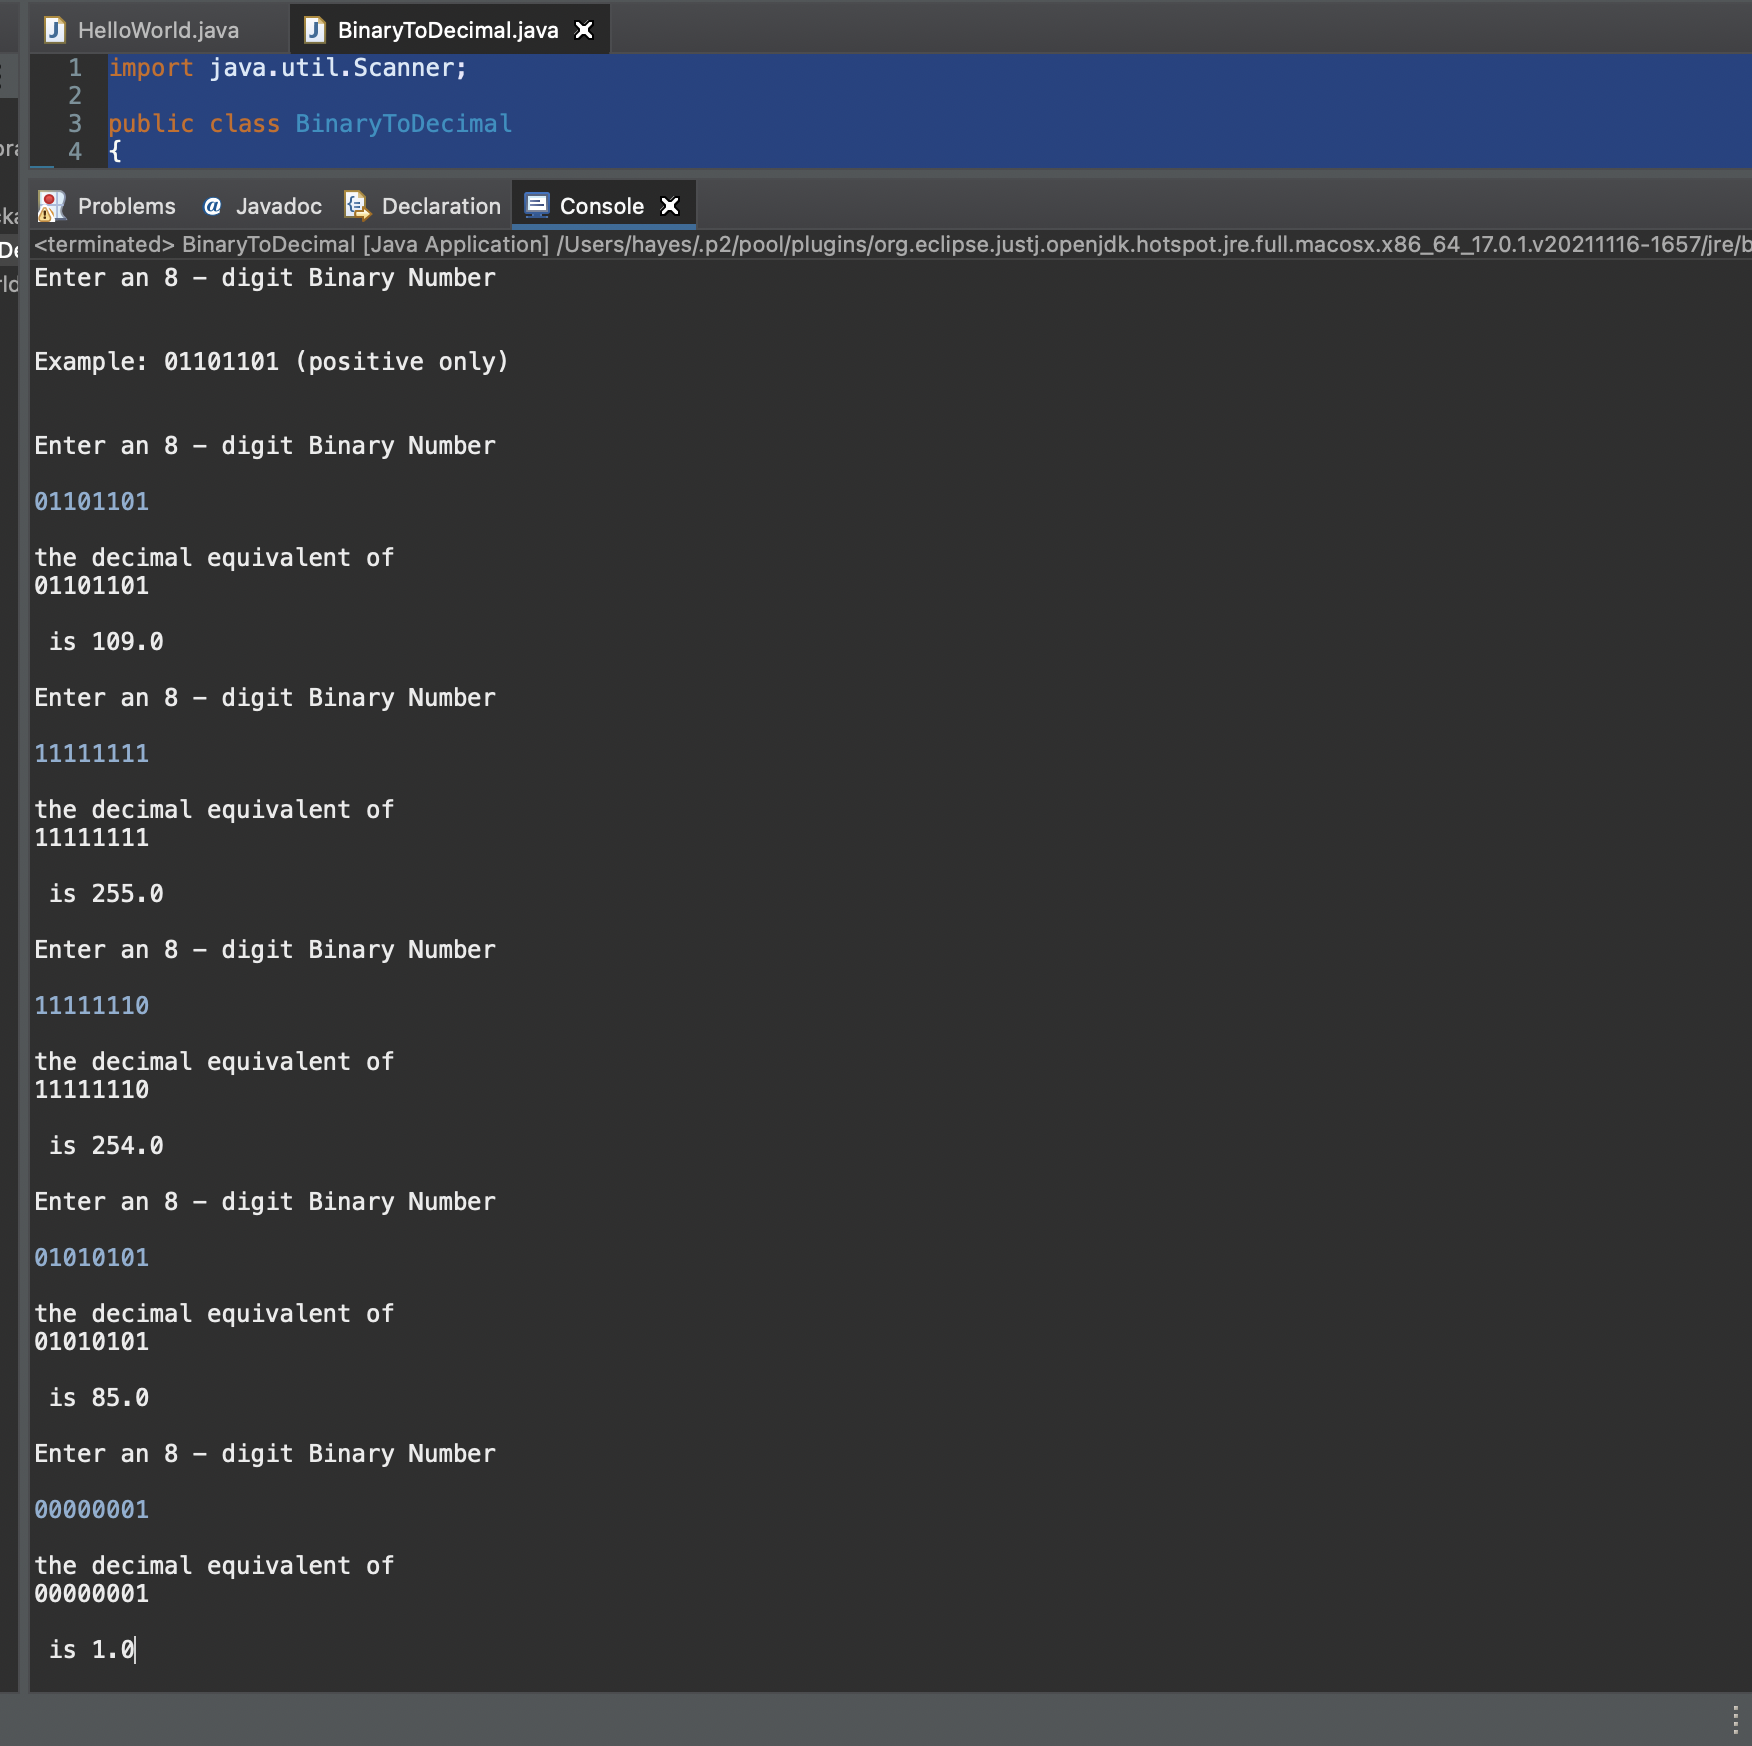 HelloWorld.java BinaryToDecimal.java
1 import java.util.Scanner;
2
3 public class BinaryToDecimal
4 {
Problems Javadoc Declaration Console
<terminated> BinaryToDecimal [Java Application] /Users/hayes/.p2/pool/plugins/org.eclipse.justj.openjdk.hotspot.jre.full.macosx.x86_64_17.0.1.v20211116-1657/jre/b
Enter an 8 – digit Binary Number
Example: 01101101 (positive only)
Enter an 8 – digit Binary Number
01101101
the decimal equivalent of
01101101
is 109.0
Enter an 8 – digit Binary Number
11111111
the decimal equivalent of
11111111
is 255.0
Enter an 8 – digit Binary Number
11111110
the decimal equivalent of
11111110
is 254.0
Enter an 8 – digit Binary Number
01010101
the decimal equivalent of
01010101
is 85.0
Enter an 8 – digit Binary Number
00000001
the decimal equivalent of
00000001
is 1.0